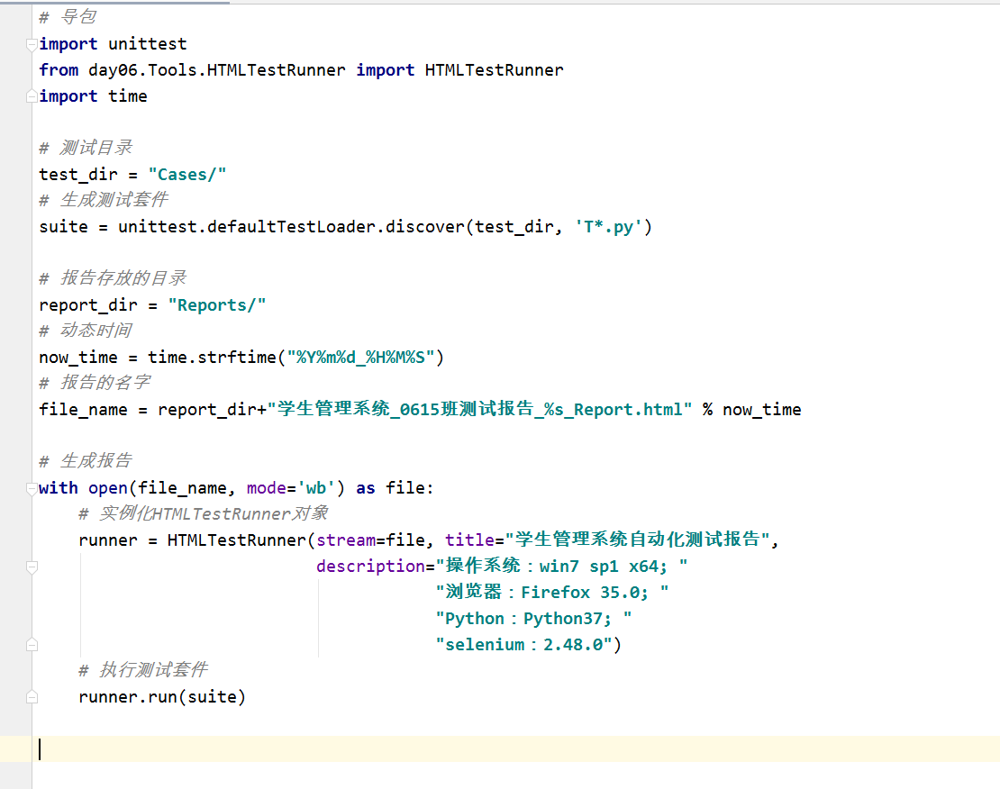 # 导包
import unittest
from day06.Tools.HTMLTestRunner import HTMLTestRunner
import time
# 测试目录
test_dir = "Cases/"
# 生成测试套件
suite = unittest.defaultTestLoader.discover(test_dir, 'T*.py')
# 报告存放的目录
report_dir = "Reports/"
# 动态时间
now_time = time.strftime("%Y%m%d_%H%M%S")
# 报告的名字
file_name = report_dir+"学生管理系统_0615班测试报告_%s_Report.html" % now_time
# 生成报告
with open(file_name, mode='wb') as file:
    # 实例化HTMLTestRunner对象
    runner = HTMLTestRunner(stream=file, title="学生管理系统自动化测试报告",
                            description="操作系统：win7 sp1 x64; "
                                        "浏览器：Firefox 35.0; "
                                        "Python：Python37; "
                                        "selenium：2.48.0")
    # 执行测试套件
    runner.run(suite)